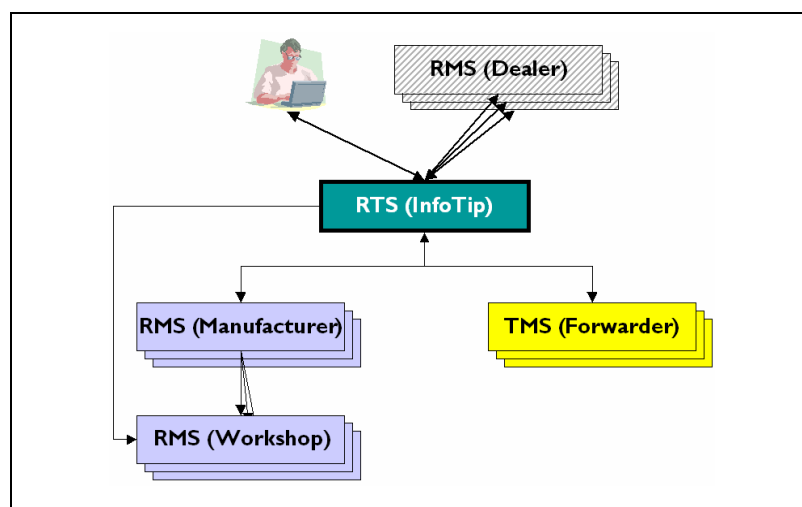 RMS (Dealer)
RTS (InfoTip)
RMS (Manufacturer)
TMS (Forwarder)
RMS (Workshop)